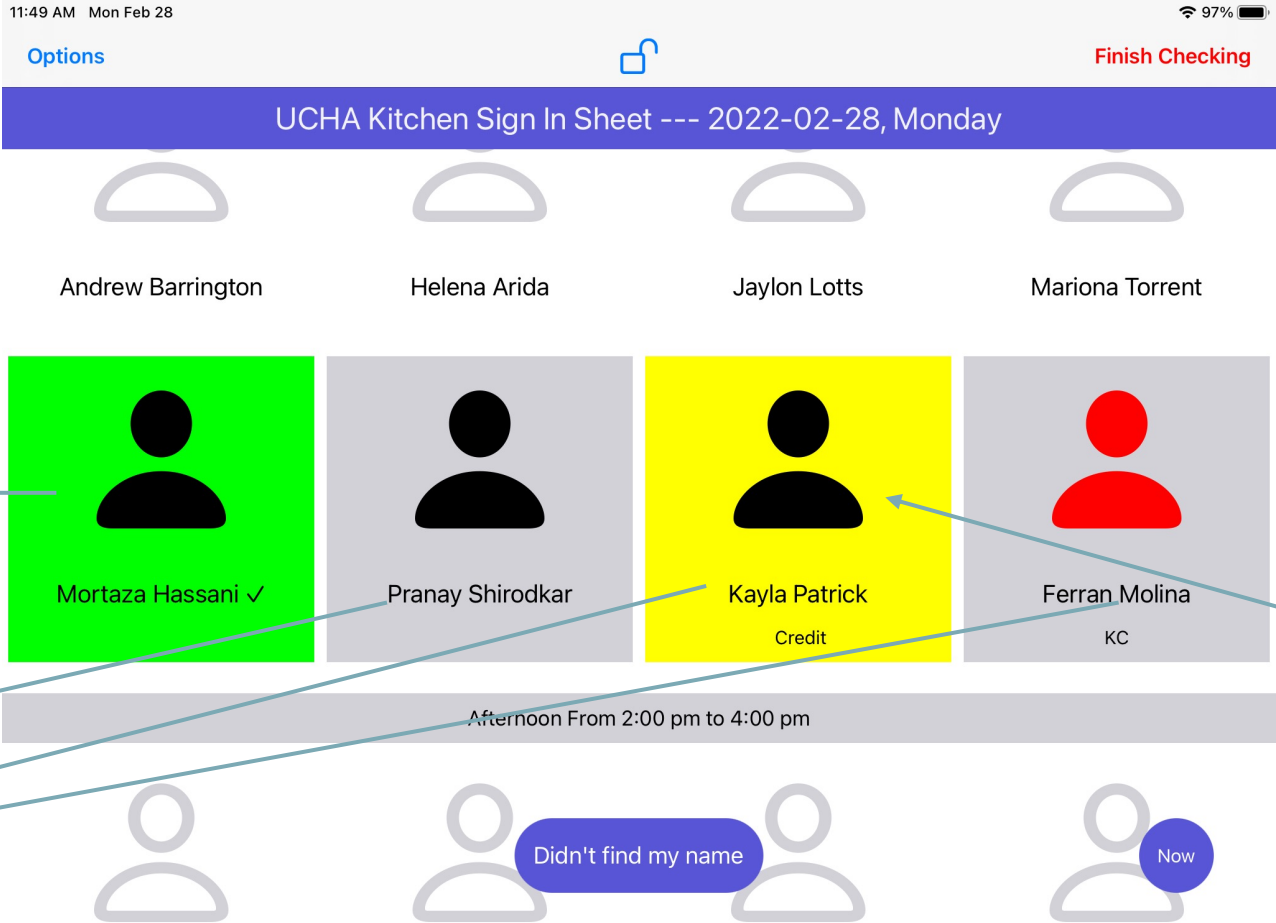 11:49 AM Mon Feb 28
97%
Options
Finish Checking
UCHA Kitchen Sign In Sheet --- 2022-02-28, Monday
Andrew Barrington
Helena Arida
Jaylon Lotts
Mariona Torrent
Mortaza Hassani ✓
Pranay Shirodkar
Kayla Patrick
Credit
Ferran Molina
KC
Afternoon From 2:00 pm to 4:00 pm
Didn't find my name
Now